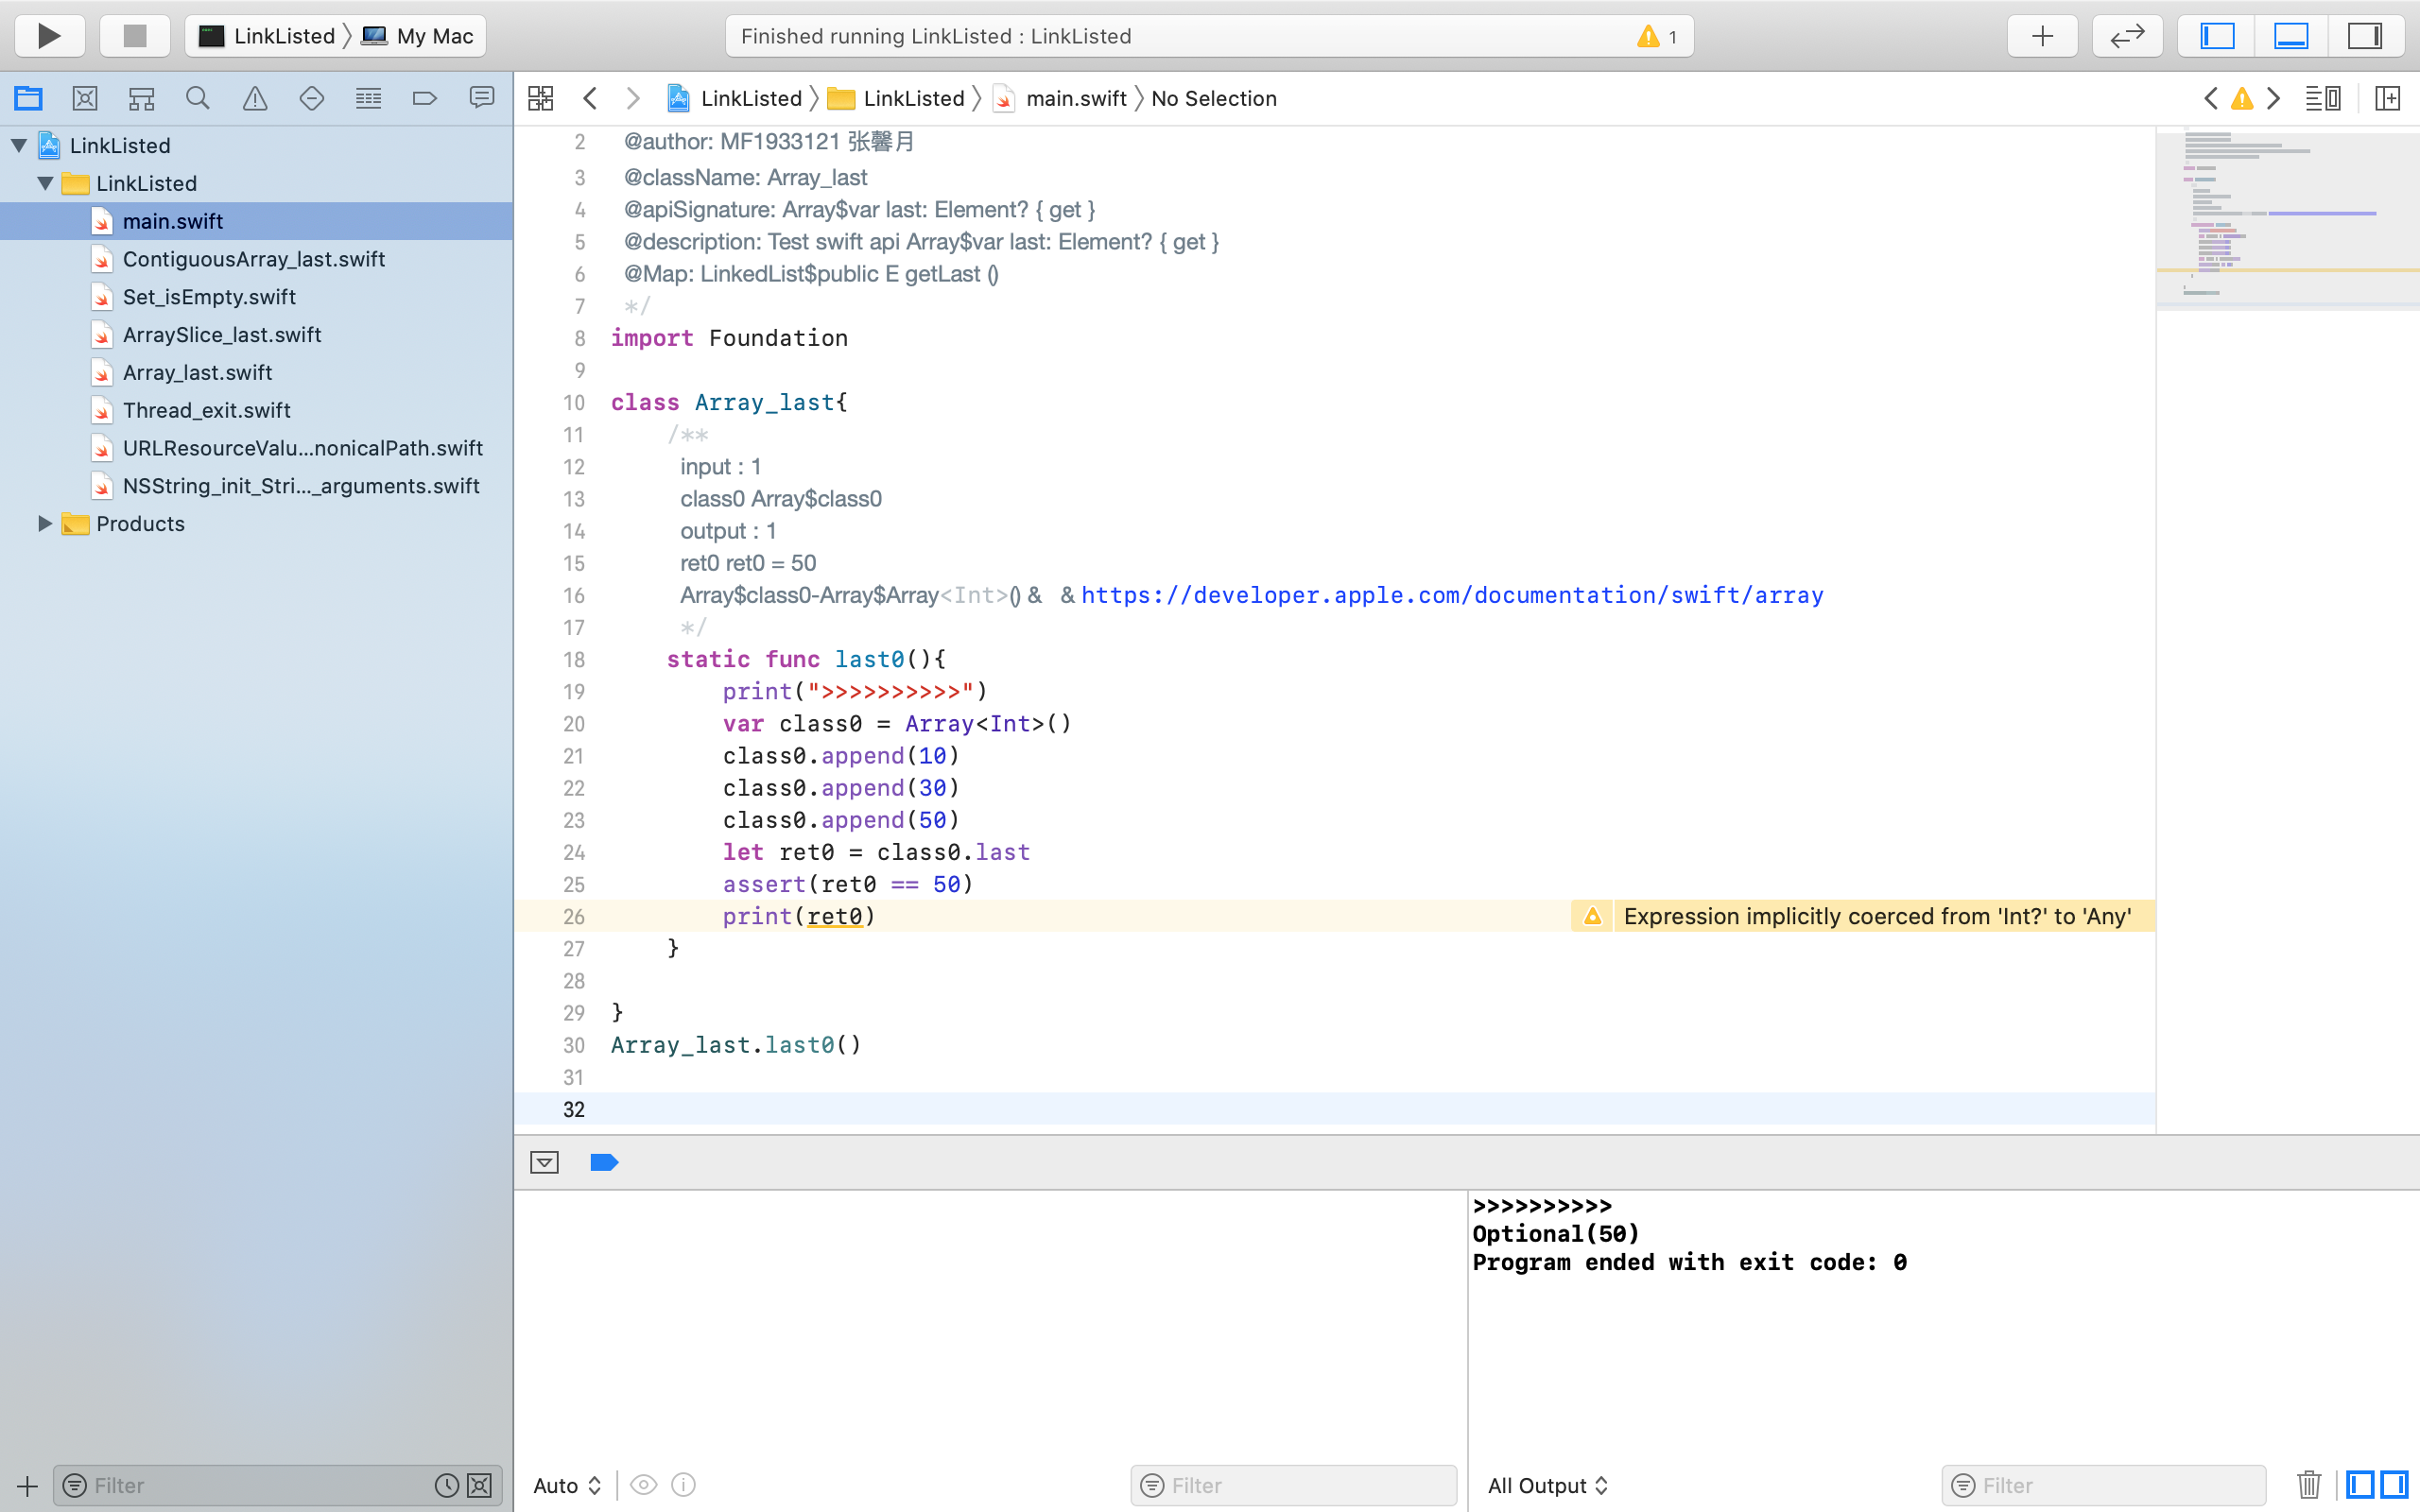 LinkListed 〉 My Mac
Finished running LinkListed : LinkListed
1
LinkListed 〉 LinkListed 〉 main.swift 〉 No Selection
LinkListed
LinkListed
main.swift
ContiguousArray_last.swift
Set_isEmpty.swift
ArraySlice_last.swift
Array_last.swift
Thread_exit.swift
URLResourceValu...nonicalPath.swift
NSString_init_Stri..._arguments.swift
Products
Filter
2 @author: MF1933121 张馨月
3 @className: Array_last
4 @apiSignature: Array$var last: Element? { get }
5 @description: Test swift api Array$var last: Element? { get }
6 @Map: LinkedList$public E getLast ()
7 */
8 import Foundation
9
10 class Array_last{
11 /**
12 input : 1
13 class0 Array$class0
14 output : 1
15 ret0 ret0 = 50
16 Array$class0-Array$Array<Int>() & & https://developer.apple.com/documentation/swift/array
17 */
18 static func last0(){
19 print(">>>>>>>>>>")
20 var class0 = Array<Int>()
21 class0.append(10)
22 class0.append(30)
23 class0.append(50)
24 let ret0 = class0.last
25 assert(ret0 == 50)
26 print(ret0) Expression implicitly coerced from 'Int?' to 'Any'
27 }
28
29 }
30 Array_last.last0()
31
32
Auto
Filter
>>>>>>>>>>
Optional(50)
Program ended with exit code: 0
All Output
Filter